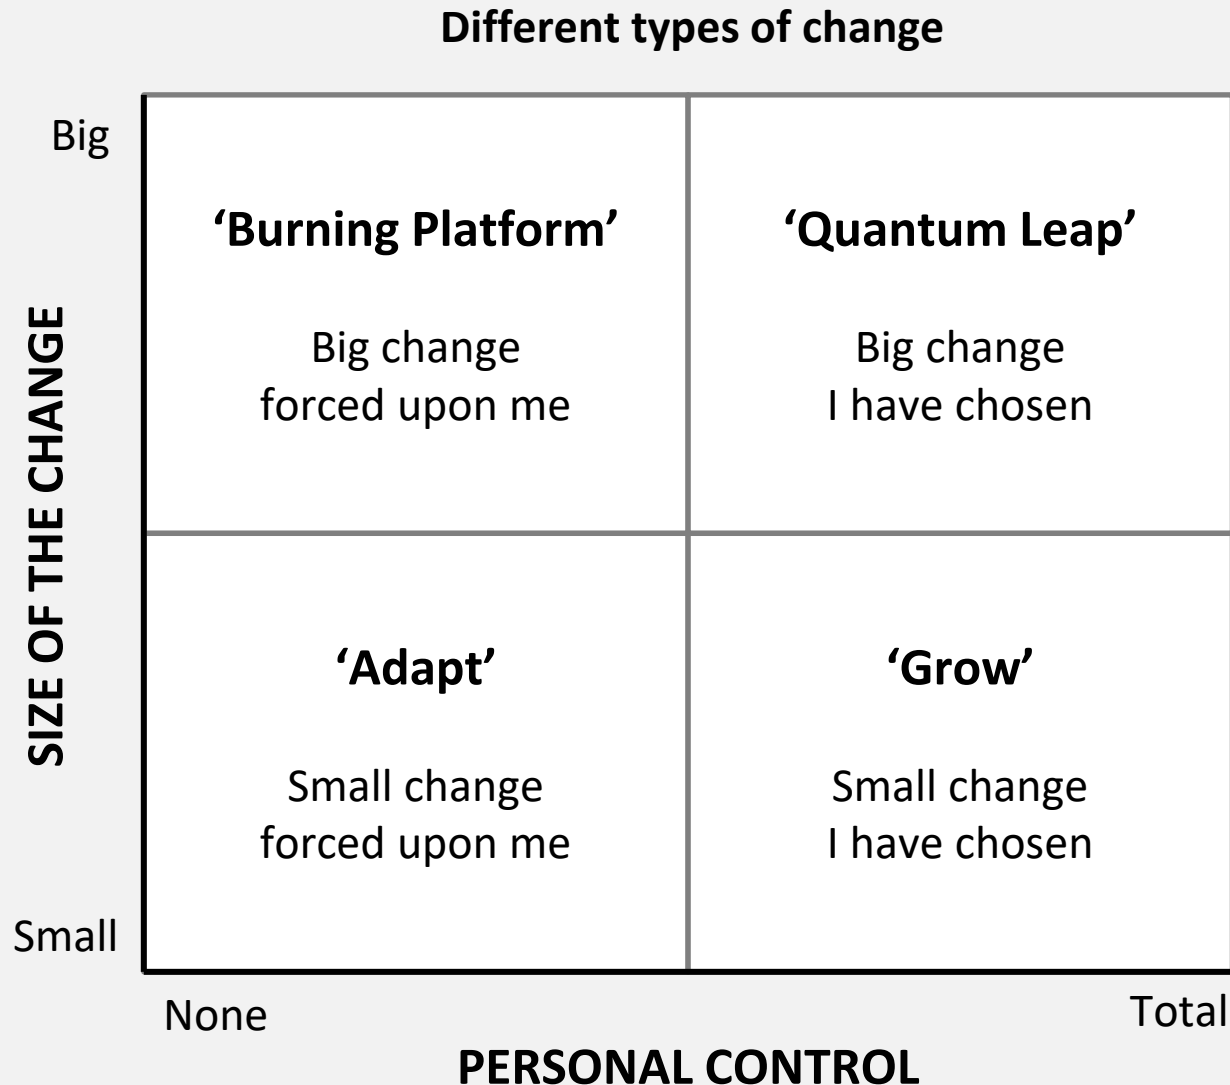 Different types of change
Big
‘Burning Platform’
Big change
forced upon me
‘Quantum Leap’
Big change
I have chosen
SIZE OF THE CHANGE
‘Adapt’
Small change
forced upon me
‘Grow’
Small change
I have chosen
Small
None
Total
PERSONAL CONTROL